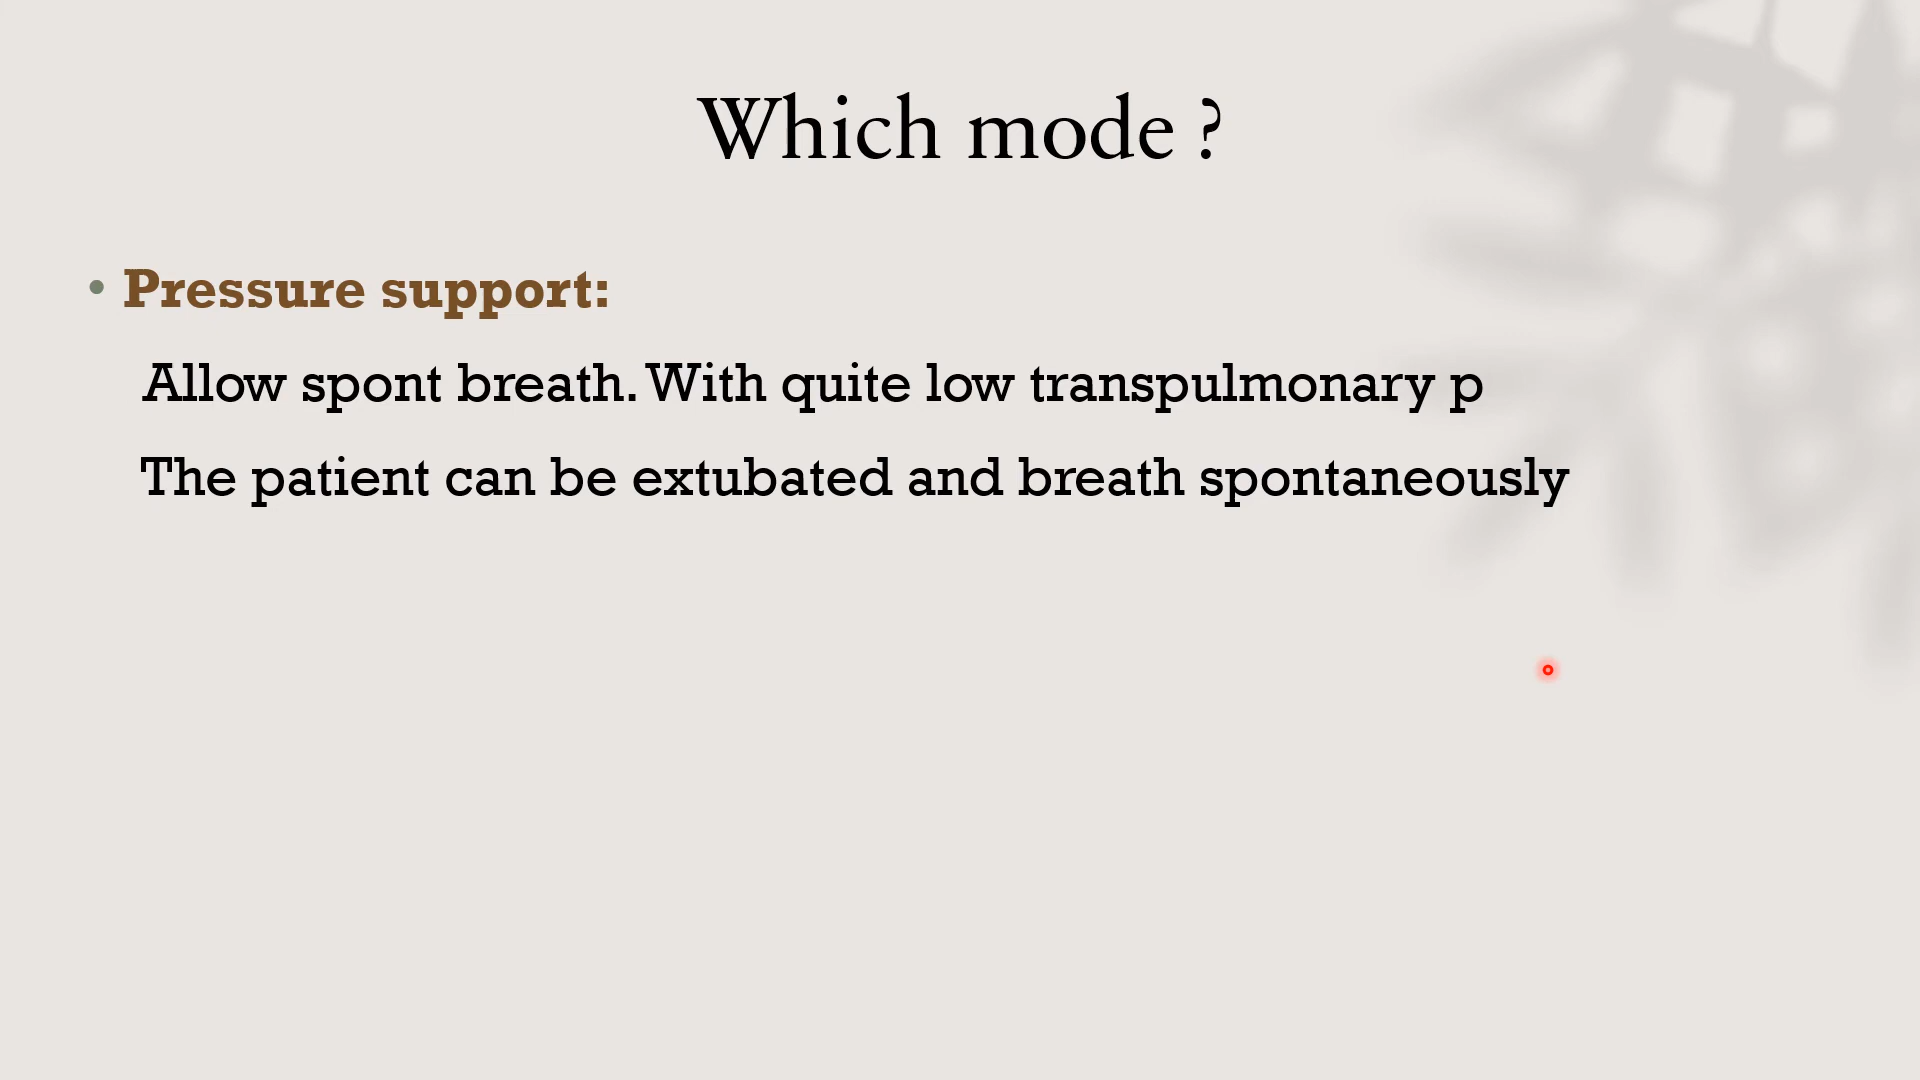 Which mode ?
• Pressure support:
Allow spont breath. With quite low transpulmonary p
The patient can be extubated and breath spontaneously